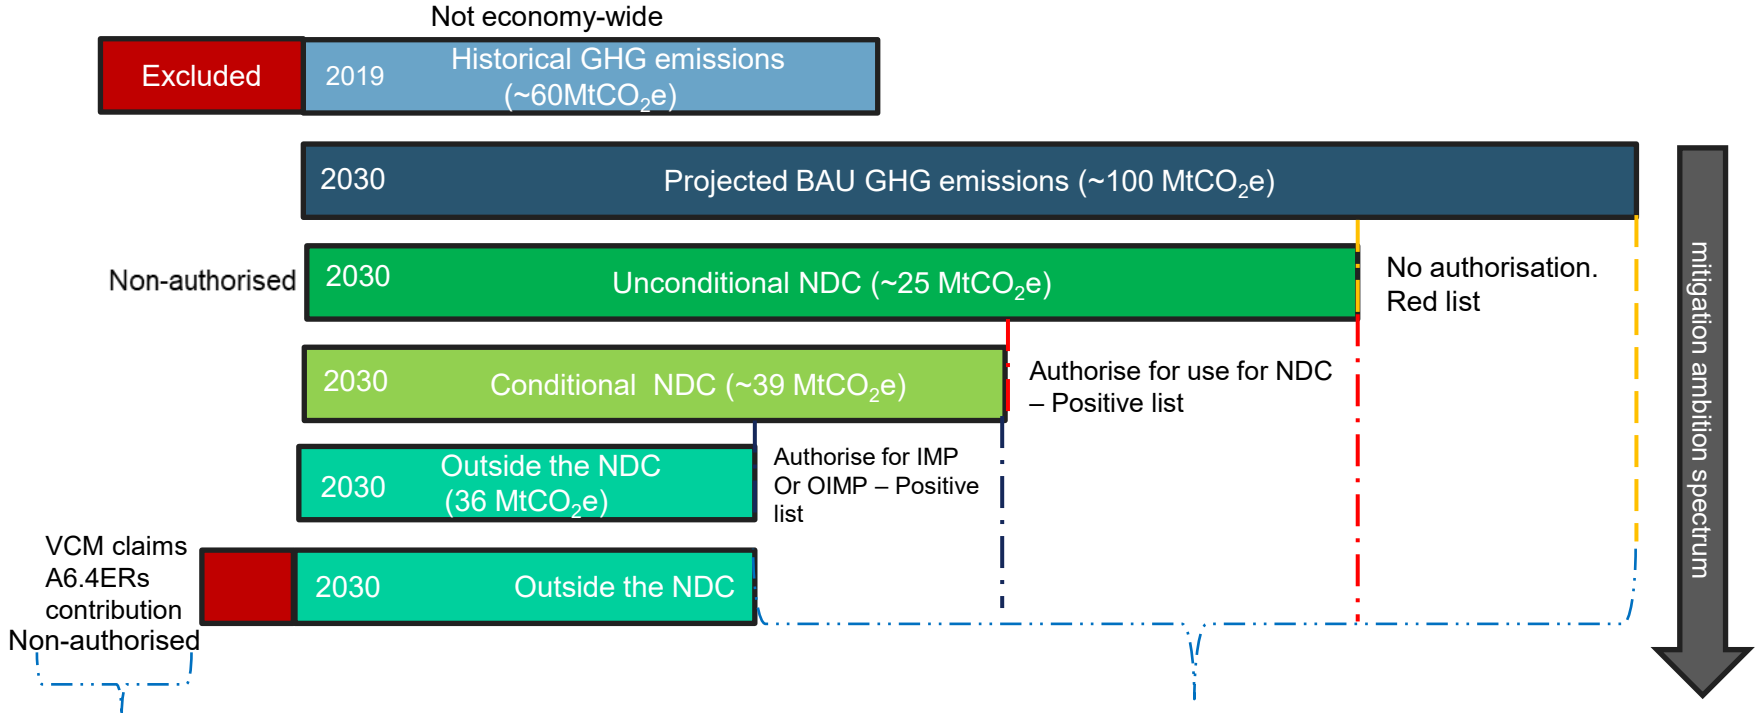 Not economy-wide
Excluded
2019
Historical GHG emissions
(~60MtCO₂e)
2030
Projected BAU GHG emissions (~100 MtCO₂e)
Non-authorised
2030
Unconditional NDC (~25 MtCO₂e)
No authorisation.
Red list
2030
Conditional  NDC (~39 MtCO₂e)
Authorise for use for NDC
– Positive list
2030
Outside the NDC
(36 MtCO₂e)
Authorise for IMP
Or OIMP – Positive
list
VCM claims
A6.4ERs
contribution
Non-authorised
2030
Outside the NDC
mitigation ambition spectrum